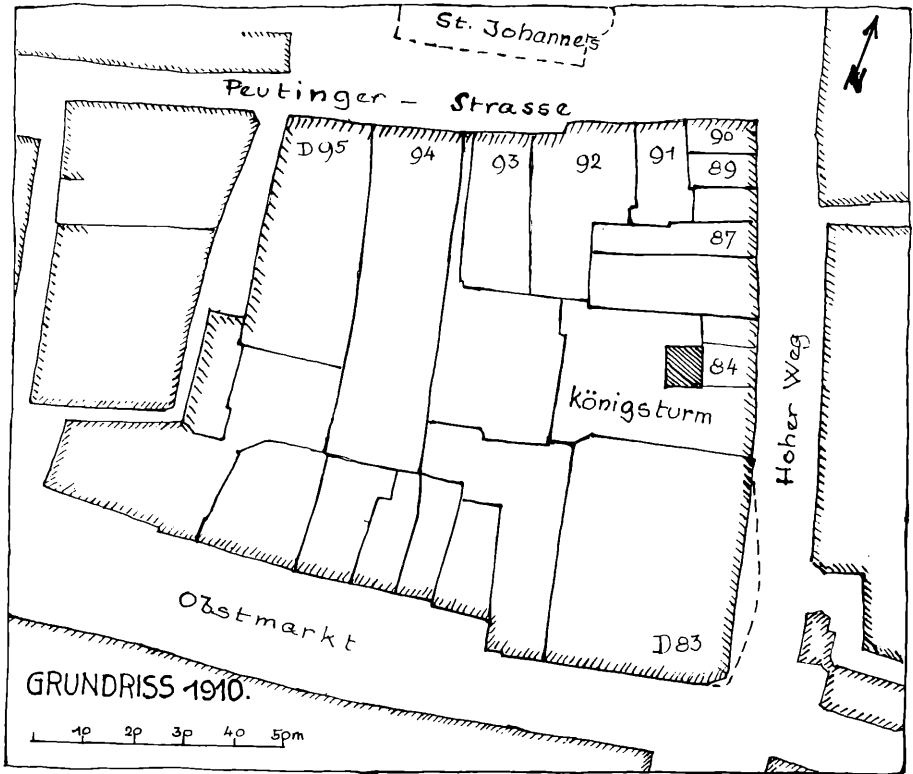 St. Johannes
N
Peutinger - Strasse
D95 94 93 92 91 90
89
87
84
Königsturm
Hoher Weg
Obstmarkt
D83
GRUNDRISS 1910.
10 20 30 40 50m